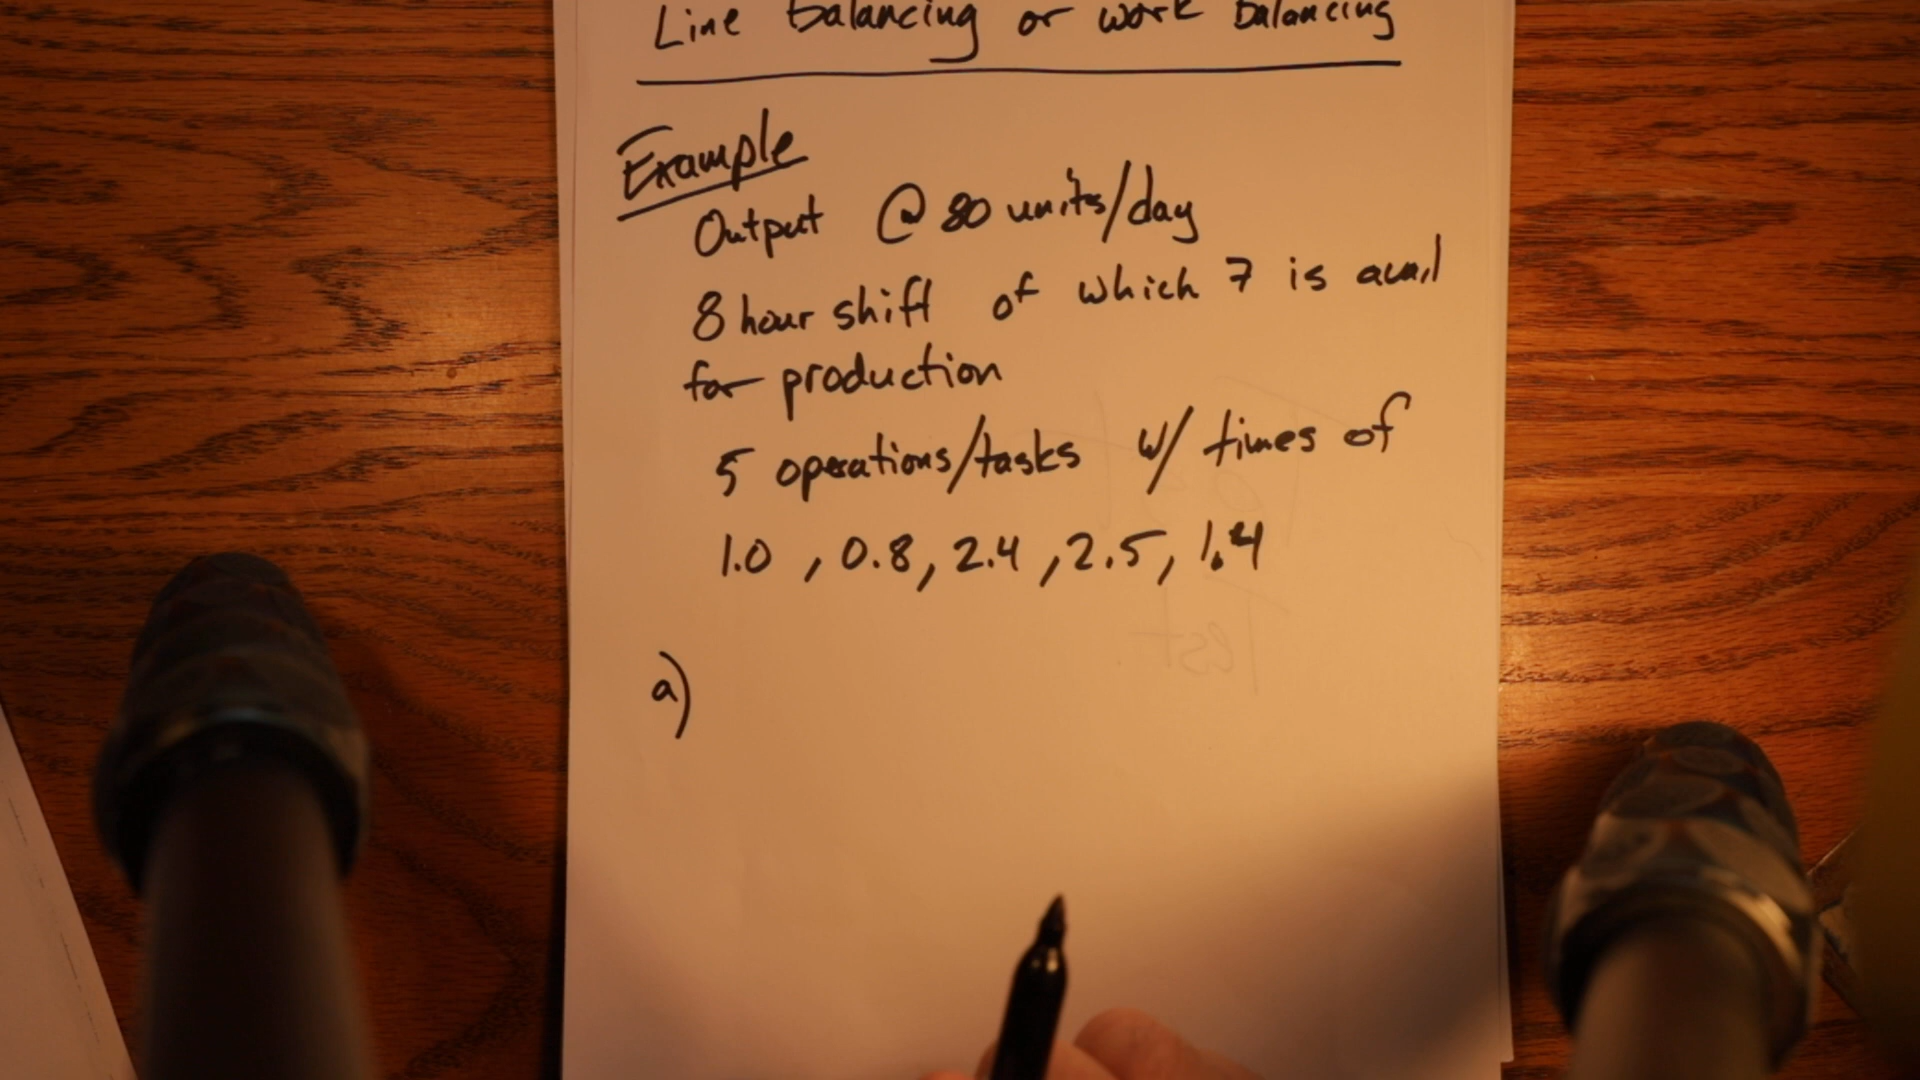 Line balancing or work balancing
Example
Output @ 80 units/day
8 hour shift of which 7 is avail
for production
5 operations/tasks w/ times of
1.0 , 0.8, 2.4 , 2.5, 1.4
a)
Test